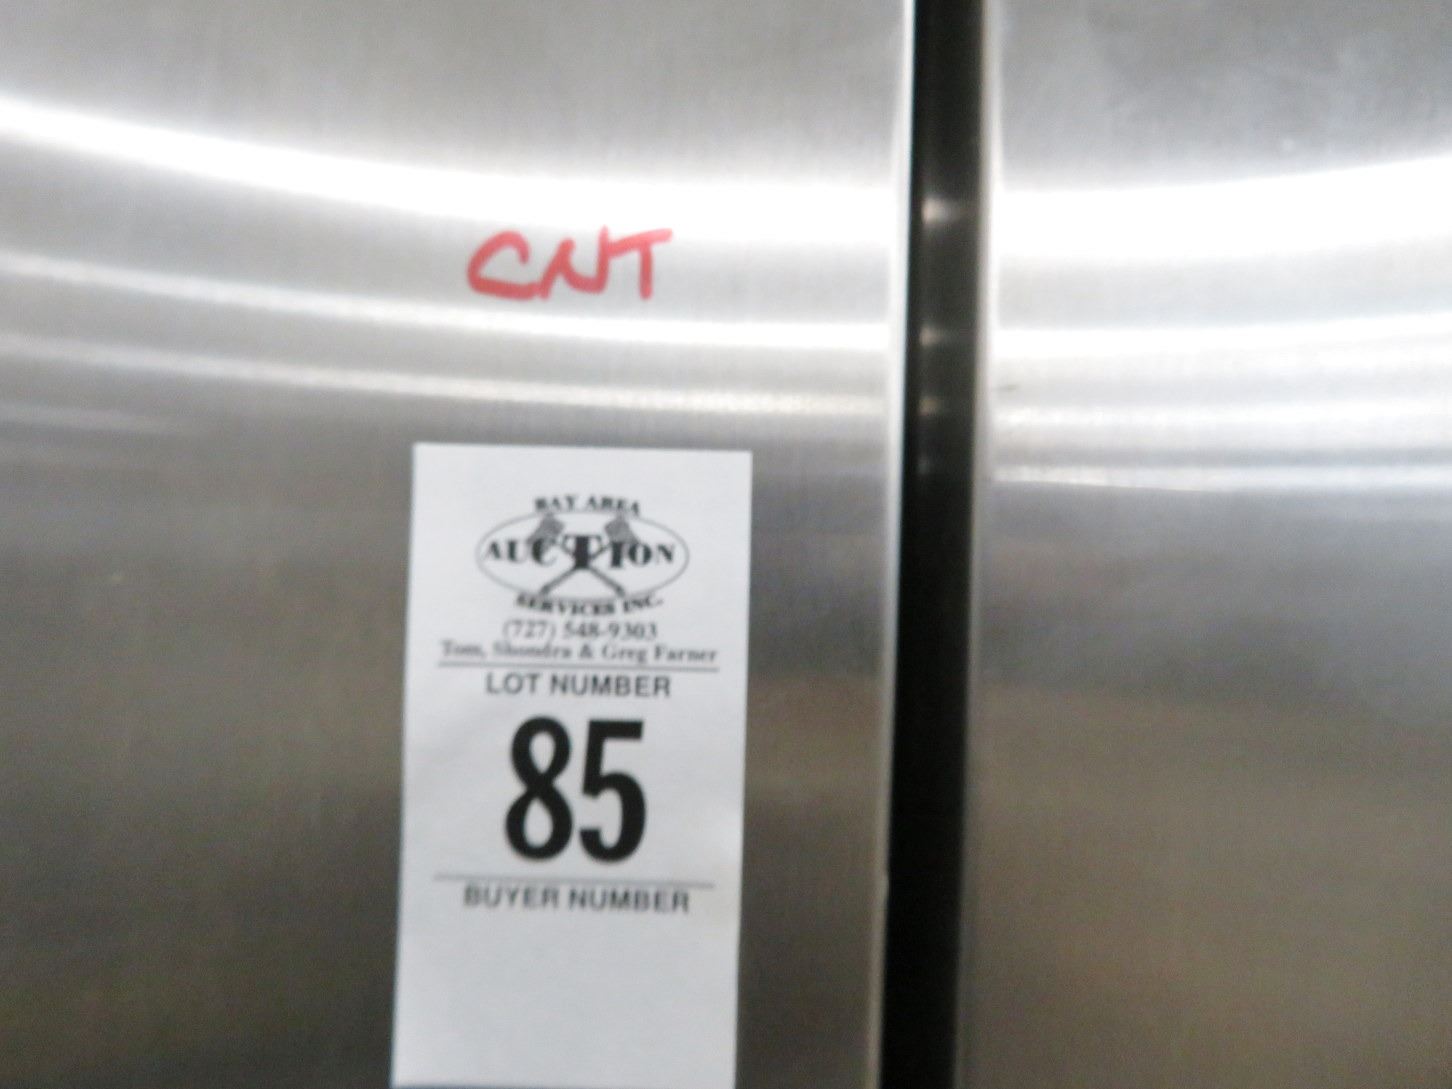 CNT
BAY AREA
AUCTION
SERVICES INC.
(727) 548-9303
Tom, Shondra & Greg Farner
LOT NUMBER
85
BUYER NUMBER